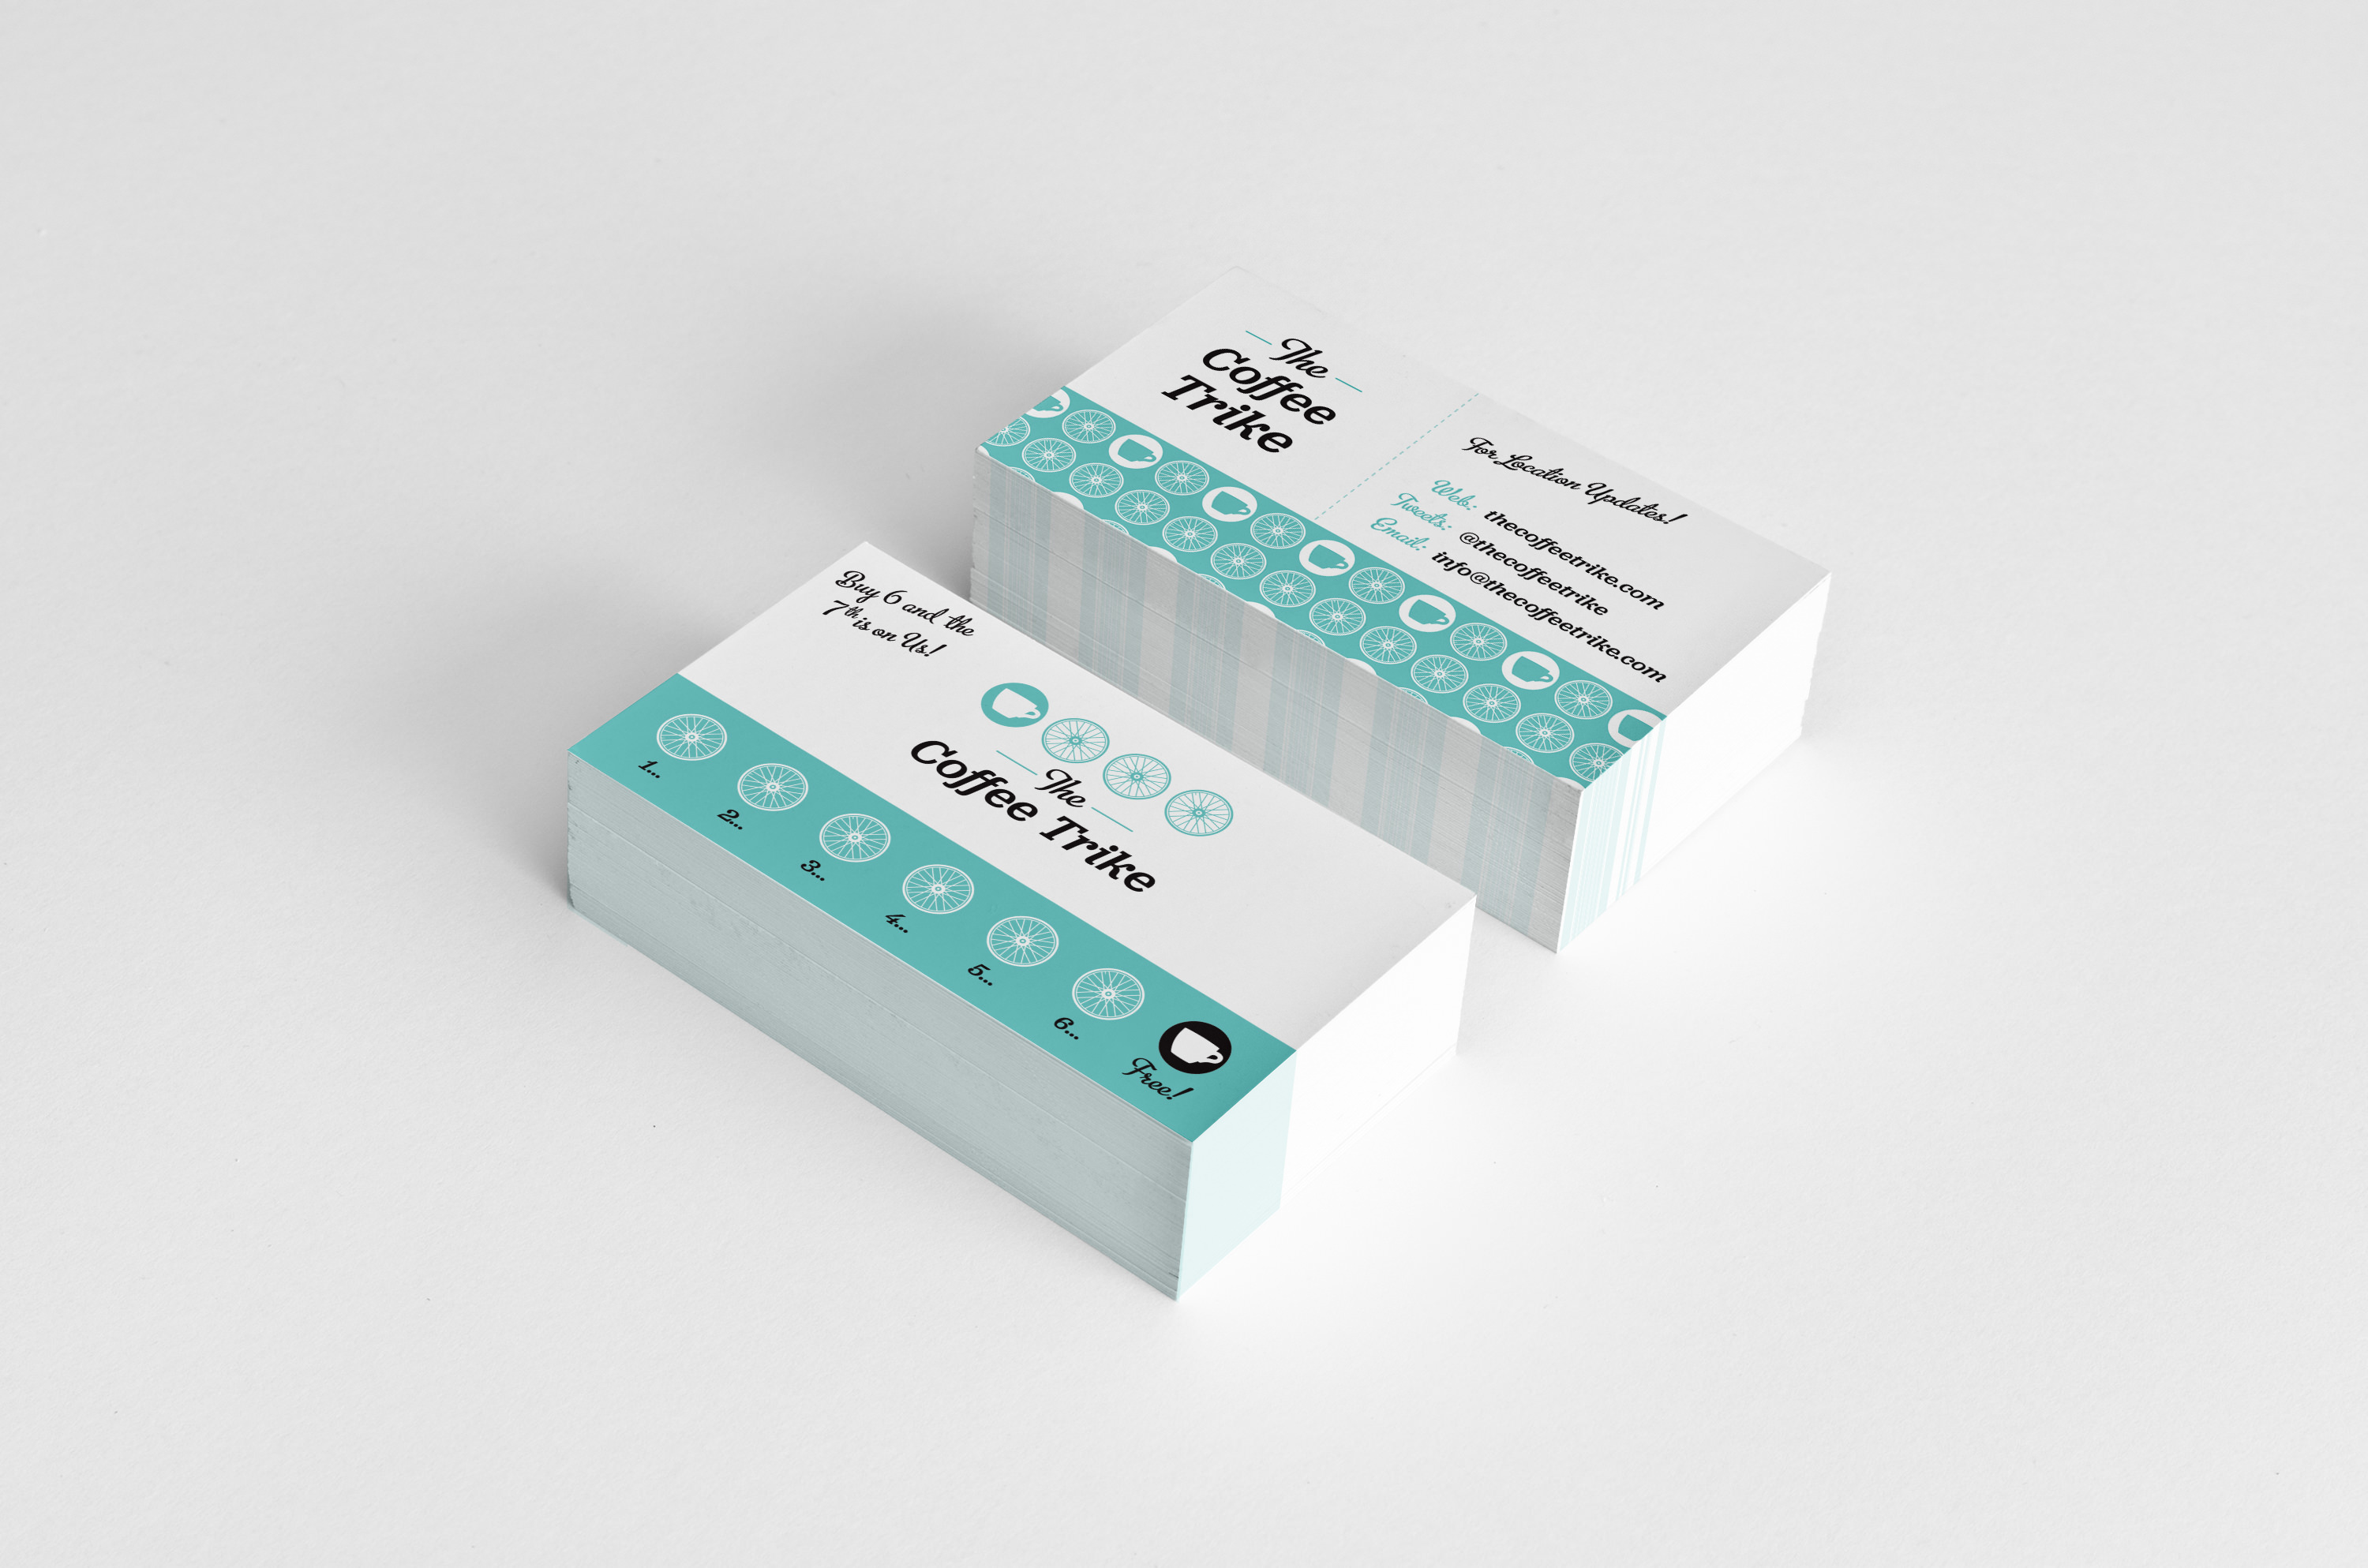 The
Coffee
Trike
For Location Updates!
Web: thecoffeetrike.com
Tweets: @thecoffeetrike
Email: info@thecoffeetrike.com
Buy 6 and the
7th is on Us!
The
Coffee Trike
1...
2...
3...
4...
5...
6...
Free!